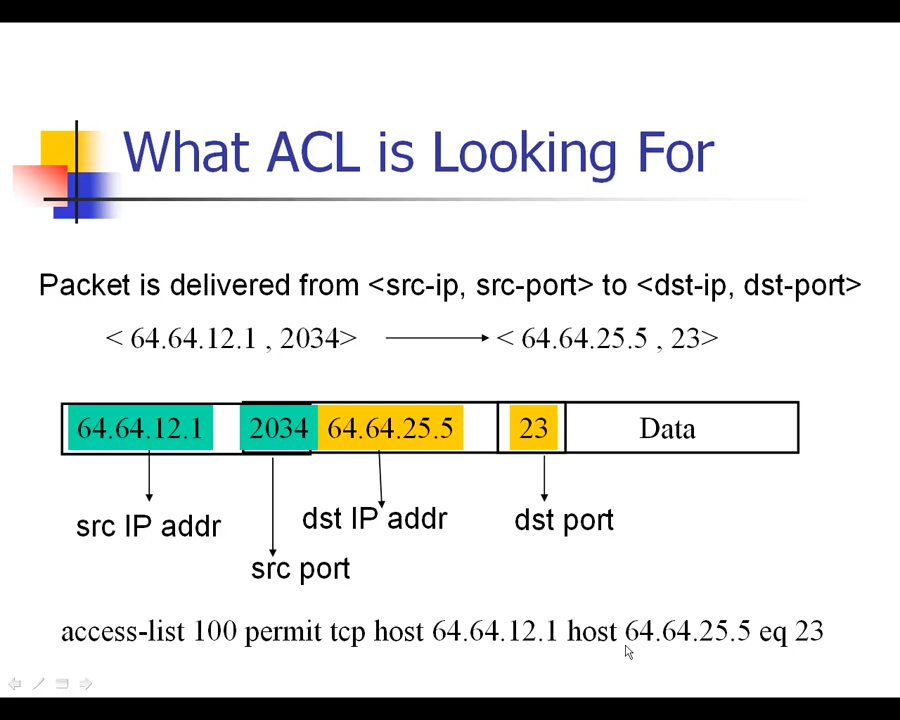 What ACL is Looking For
Packet is delivered from <src-ip, src-port> to <dst-ip, dst-port>
< 64.64.12.1 , 2034> < 64.64.25.5 , 23>
64.64.12.1 2034 64.64.25.5 23 Data
src IP addr dst IP addr dst port
src port
access-list 100 permit tcp host 64.64.12.1 host 64.64.25.5 eq 23